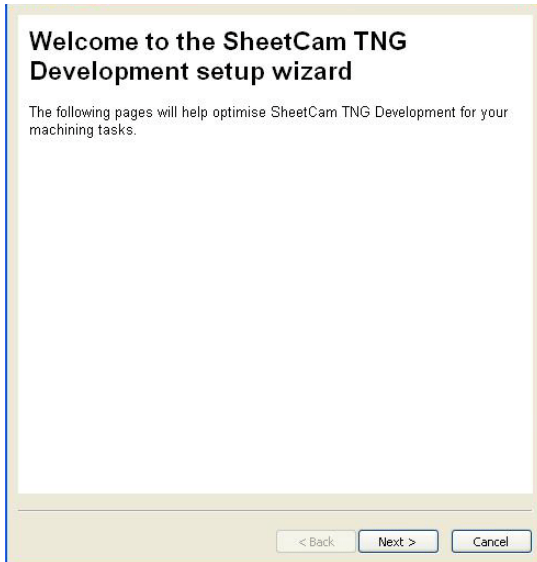 Welcome to the SheetCam TNG
Development setup wizard
The following pages will help optimise SheetCam TNG Development for your
machining tasks.
< Back Next > Cancel